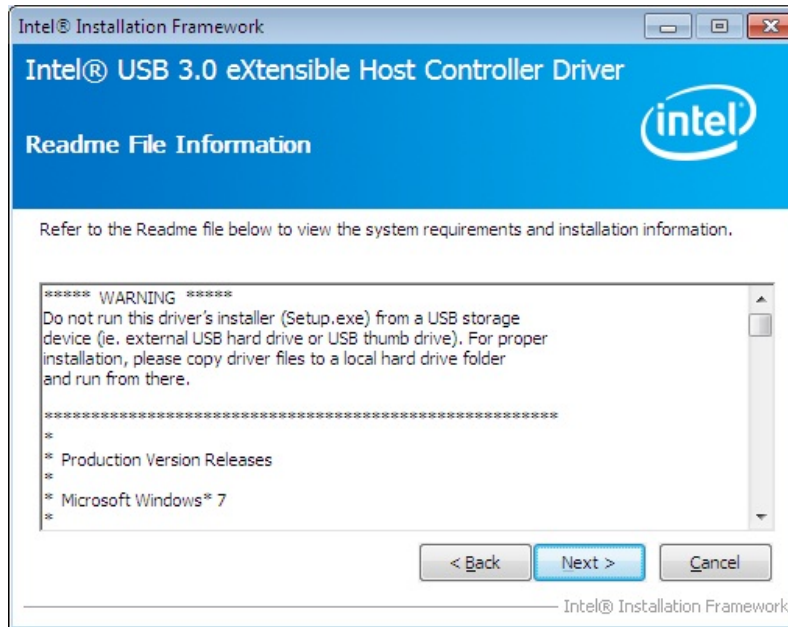 Intel® Installation Framework
Intel® USB 3.0 eXtensible Host Controller Driver
intel
Readme File Information
Refer to the Readme file below to view the system requirements and installation information.
***** WARNING *****
Do not run this driver's installer (Setup.exe) from a USB storage
device (ie. external USB hard drive or USB thumb drive). For proper
installation, please copy driver files to a local hard drive folder
and run from there.
*******************************************************
*
* Production Version Releases
*
* Microsoft Windows* 7
*
< Back Next > Cancel
Intel® Installation Framework